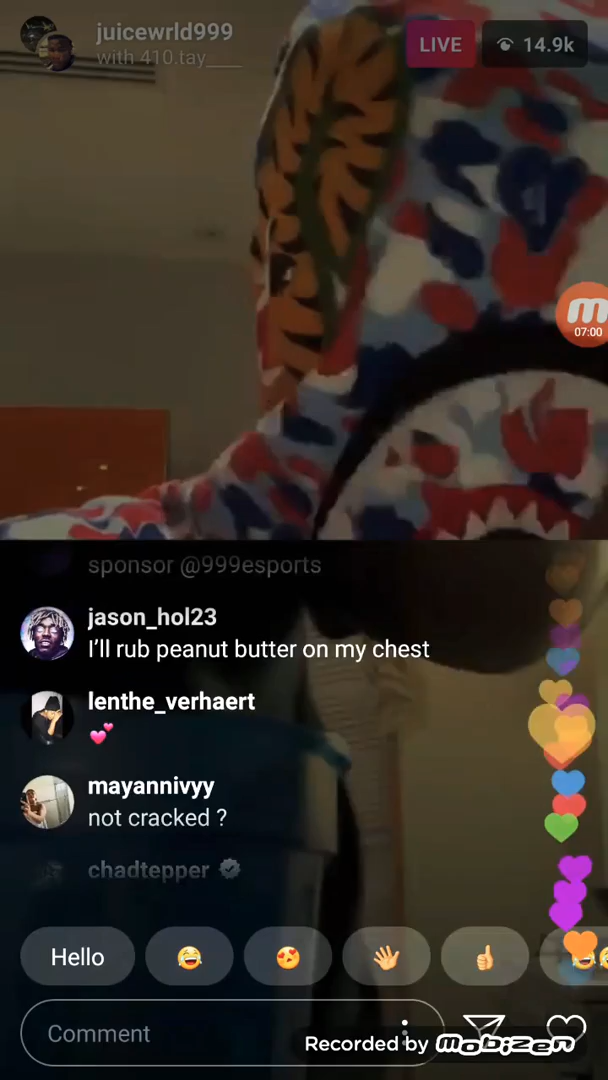 juicewrld999
LIVE
14.9k
with 410.tay____
07:00
sponsor @999esports
jason_hol23
I'll rub peanut butter on my chest
lenthe_verhaert
mayannivyy
not cracked ?
chadtepper
Hello
Comment
Recorded by mobizen